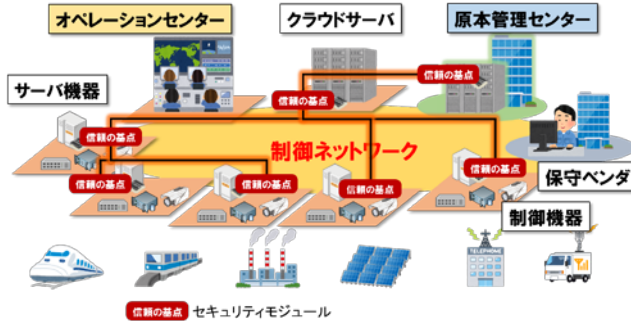 オペレーションセンター
クラウドサーバ
原本管理センター
信頼の基点
サーバ機器
信頼の基点
信頼の基点
制御ネットワーク
信頼の基点
信頼の基点
信頼の基点
信頼の基点
保守ベンダ
制御機器
TELEPHONE
信頼の基点 セキュリティモジュール